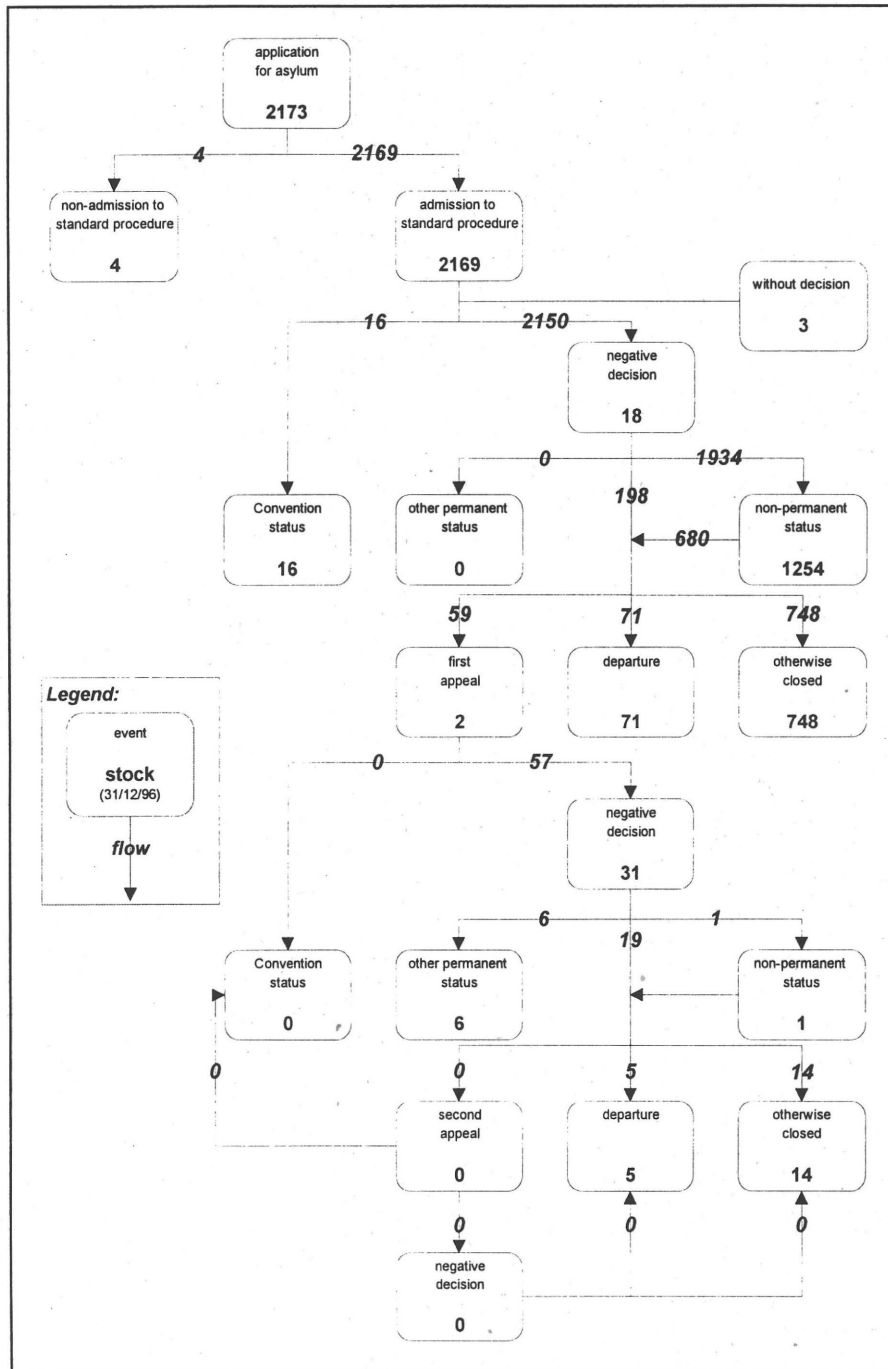 application
for asylum
2173
4 2169
non-admission to
standard procedure
4
admission to
standard procedure
2169
without decision
3
16 2150
negative
decision
18
0 1934
198
Convention
status
16
other permanent
status
0
680
non-permanent
status
1254
59 71 748
first
appeal
2
departure
71
otherwise
closed
748
Legend:
event
stock
(31/12/96)
flow
0 57
negative
decision
31
6 19 1
Convention
status
0
other permanent
status
6
non-permanent
status
1
0
0 5 14
second
appeal
0
departure
5
otherwise
closed
14
0 0 0
negative
decision
0